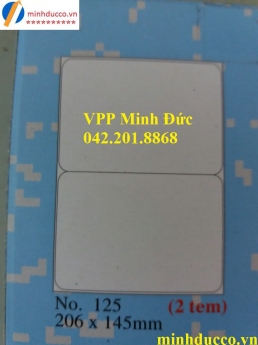 minhducco.vn
VPP Minh Đức
042.201.8868
No. 125 (2 tem)
206 x 145mm
minhducco.vn